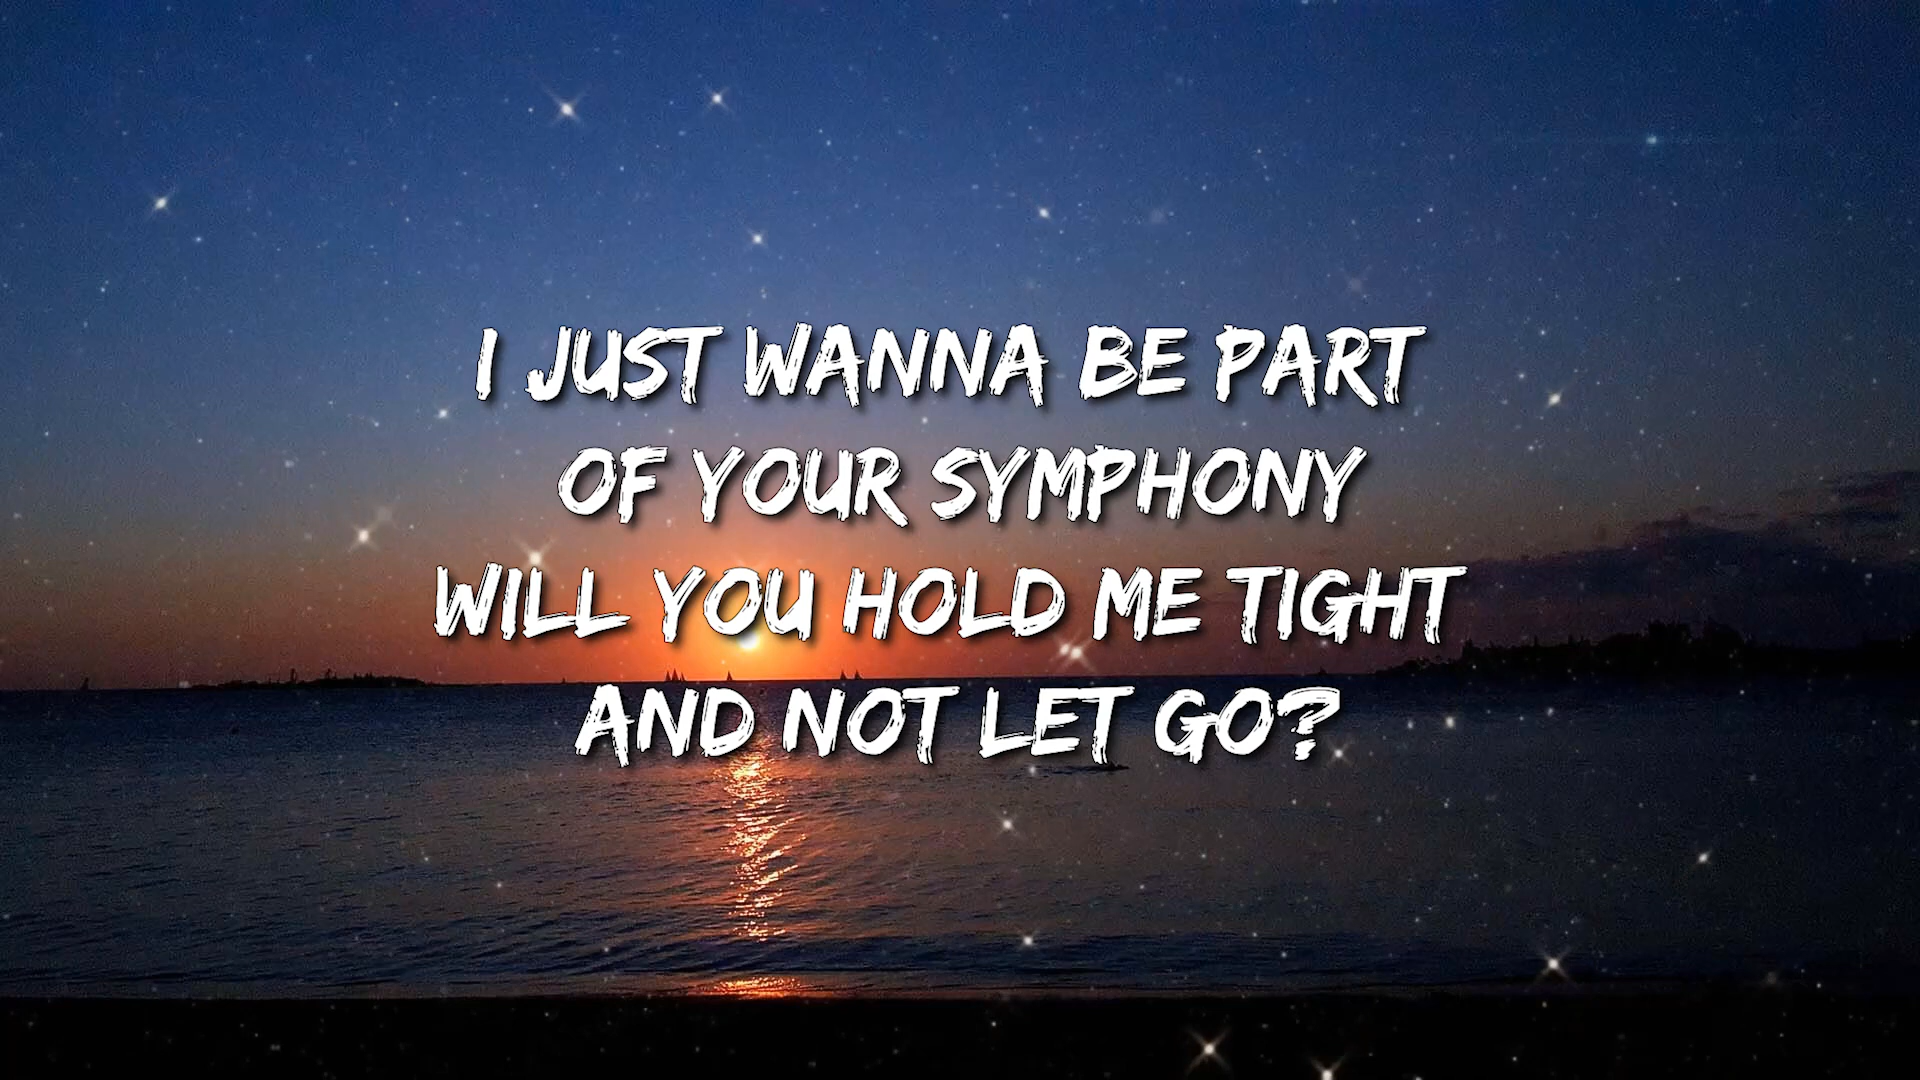 I JUST WANNA BE PART
OF YOUR SYMPHONY
WILL YOU HOLD ME TIGHT
AND NOT LET GO?